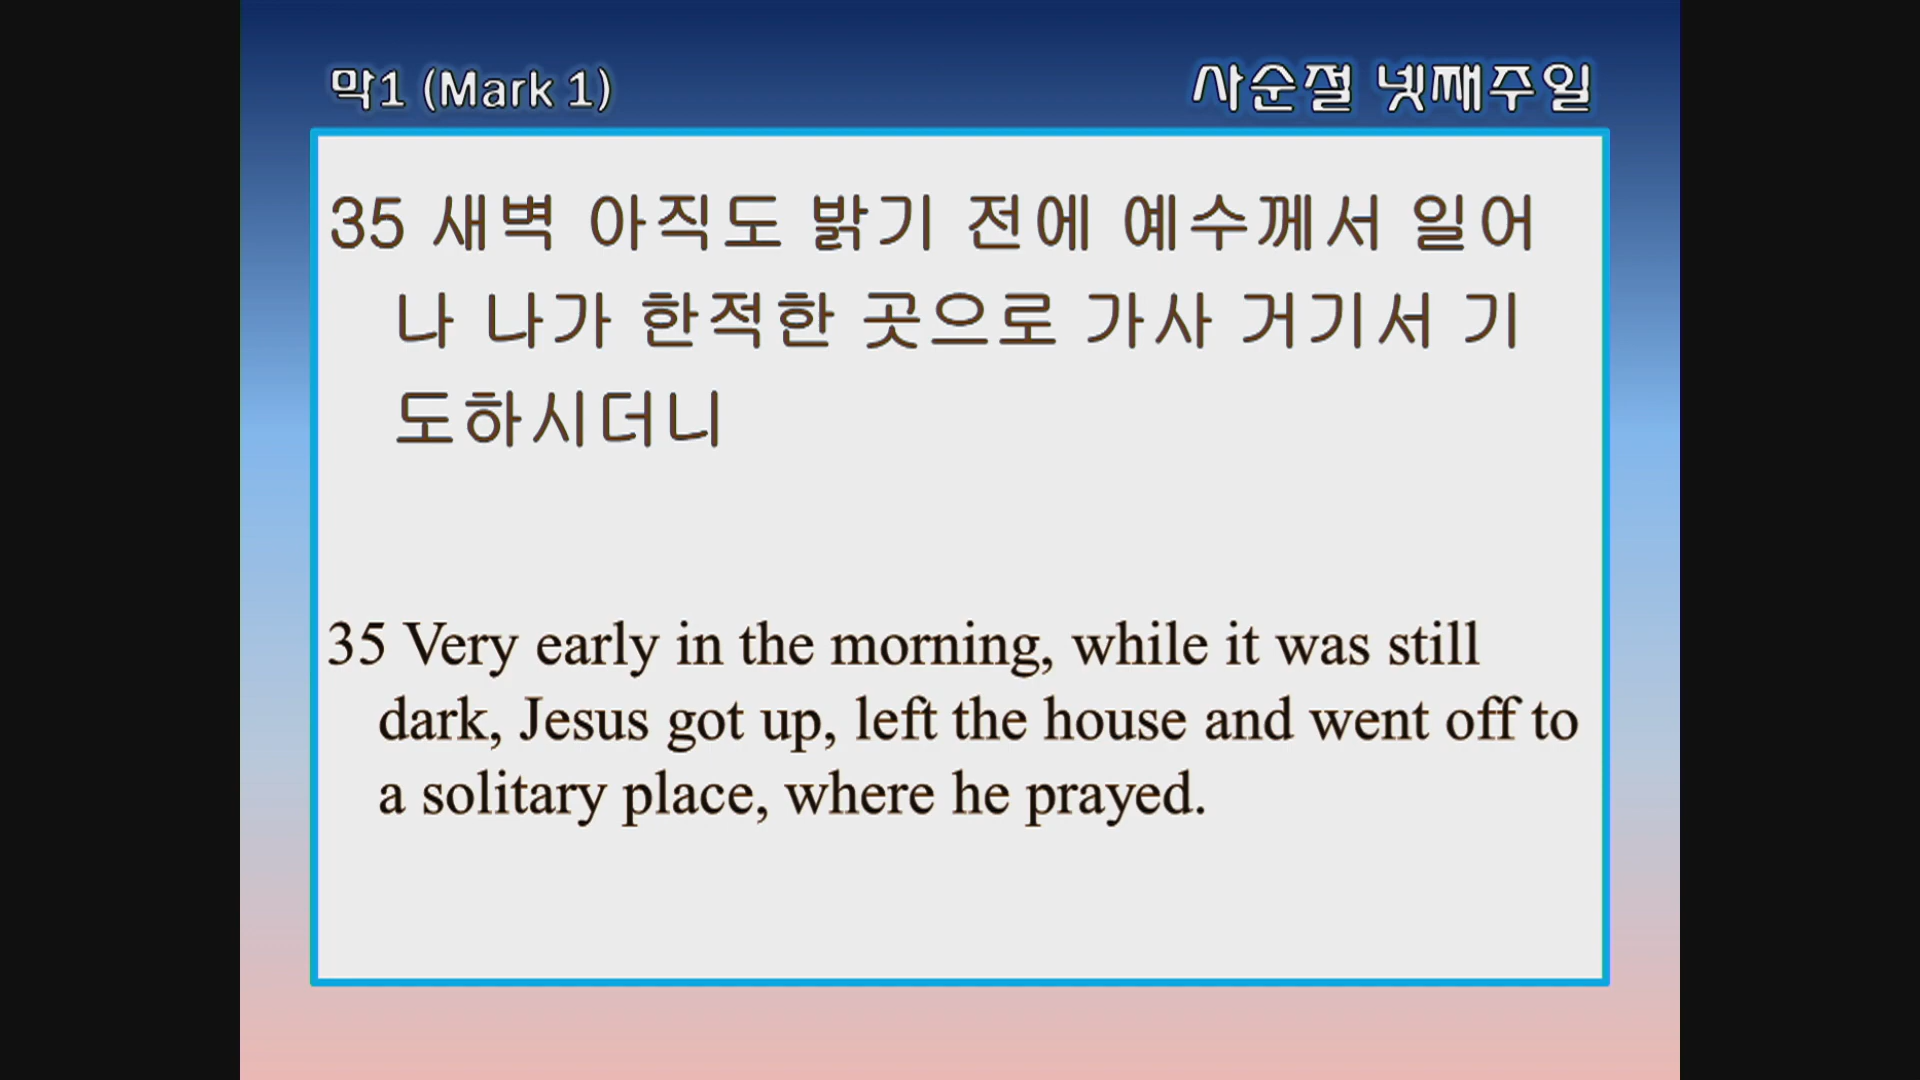 막1 (Mark 1)
사순절 넷째주일
35 새벽 아직도 밝기 전에 예수께서 일어
나 나가 한적한 곳으로 가사 거기서 기
도하시더니
35 Very early in the morning, while it was still
dark, Jesus got up, left the house and went off to
a solitary place, where he prayed.